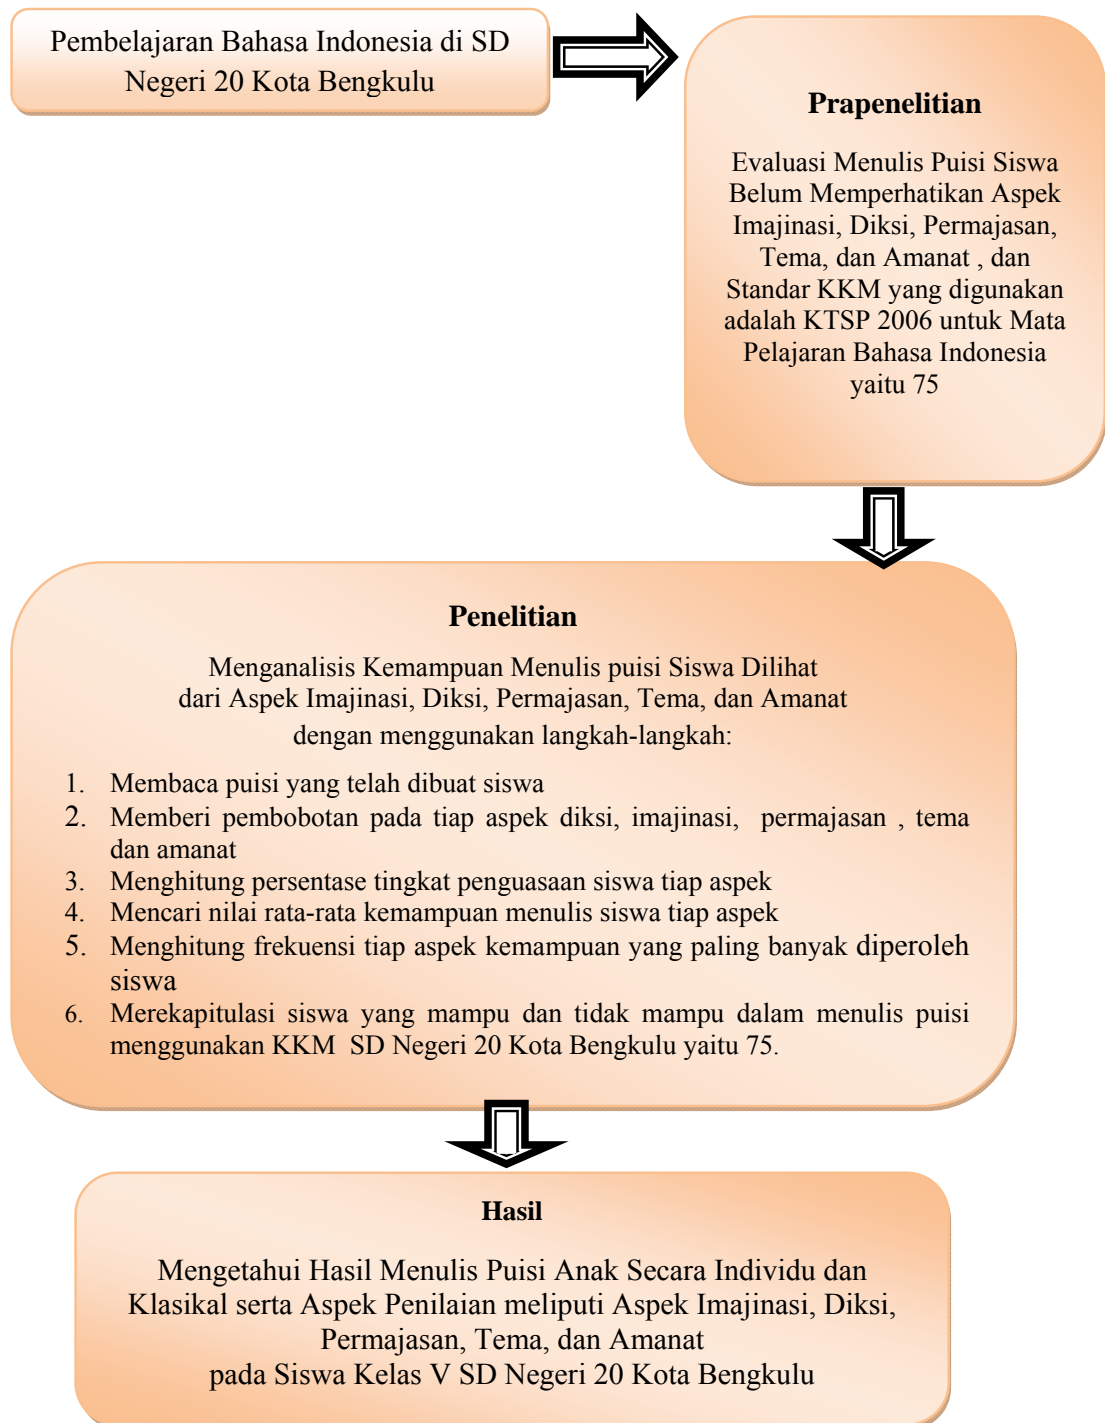 Pembelajaran Bahasa Indonesia di SD
Negeri 20 Kota Bengkulu
Prapenelitian
Evaluasi Menulis Puisi Siswa
Belum Memperhatikan Aspek
Imajinasi, Diksi, Permajasan,
Tema, dan Amanat , dan
Standar KKM yang digunakan
adalah KTSP 2006 untuk Mata
Pelajaran Bahasa Indonesia
yaitu 75
Penelitian
Menganalisis Kemampuan Menulis puisi Siswa Dilihat
dari Aspek Imajinasi, Diksi, Permajasan, Tema, dan Amanat
dengan menggunakan langkah-langkah:
1. Membaca puisi yang telah dibuat siswa
2. Memberi pembobotan pada tiap aspek diksi, imajinasi, permajasan , tema
dan amanat
3. Menghitung persentase tingkat penguasaan siswa tiap aspek
4. Mencari nilai rata-rata kemampuan menulis siswa tiap aspek
5. Menghitung frekuensi tiap aspek kemampuan yang paling banyak diperoleh
siswa
6. Merekapitulasi siswa yang mampu dan tidak mampu dalam menulis puisi
menggunakan KKM SD Negeri 20 Kota Bengkulu yaitu 75.
Hasil
Mengetahui Hasil Menulis Puisi Anak Secara Individu dan
Klasikal serta Aspek Penilaian meliputi Aspek Imajinasi, Diksi,
Permajasan, Tema, dan Amanat
pada Siswa Kelas V SD Negeri 20 Kota Bengkulu